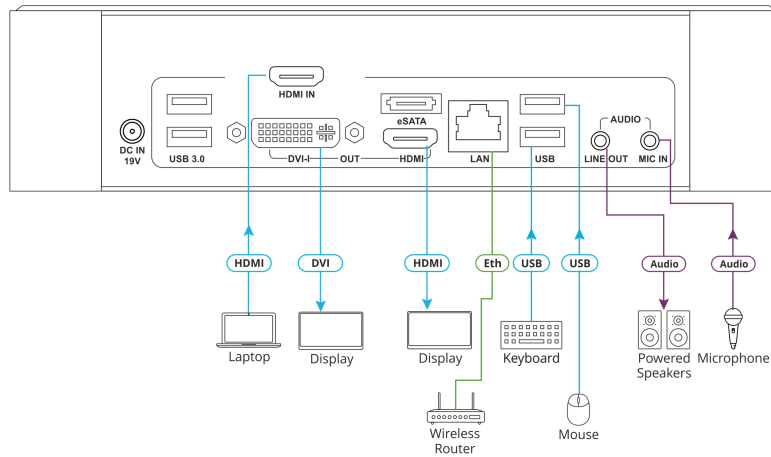 HDMI IN
eSATA
AUDIO
DC IN
19V
USB 3.0
DVI-I
OUT
HDMI
LAN
USB
LINE OUT
MIC IN
HDMI
DVI
HDMI
Eth
USB
USB
Audio
Audio
Laptop
Display
Display
Keyboard
Powered
Speakers
Microphone
Wireless
Router
Mouse